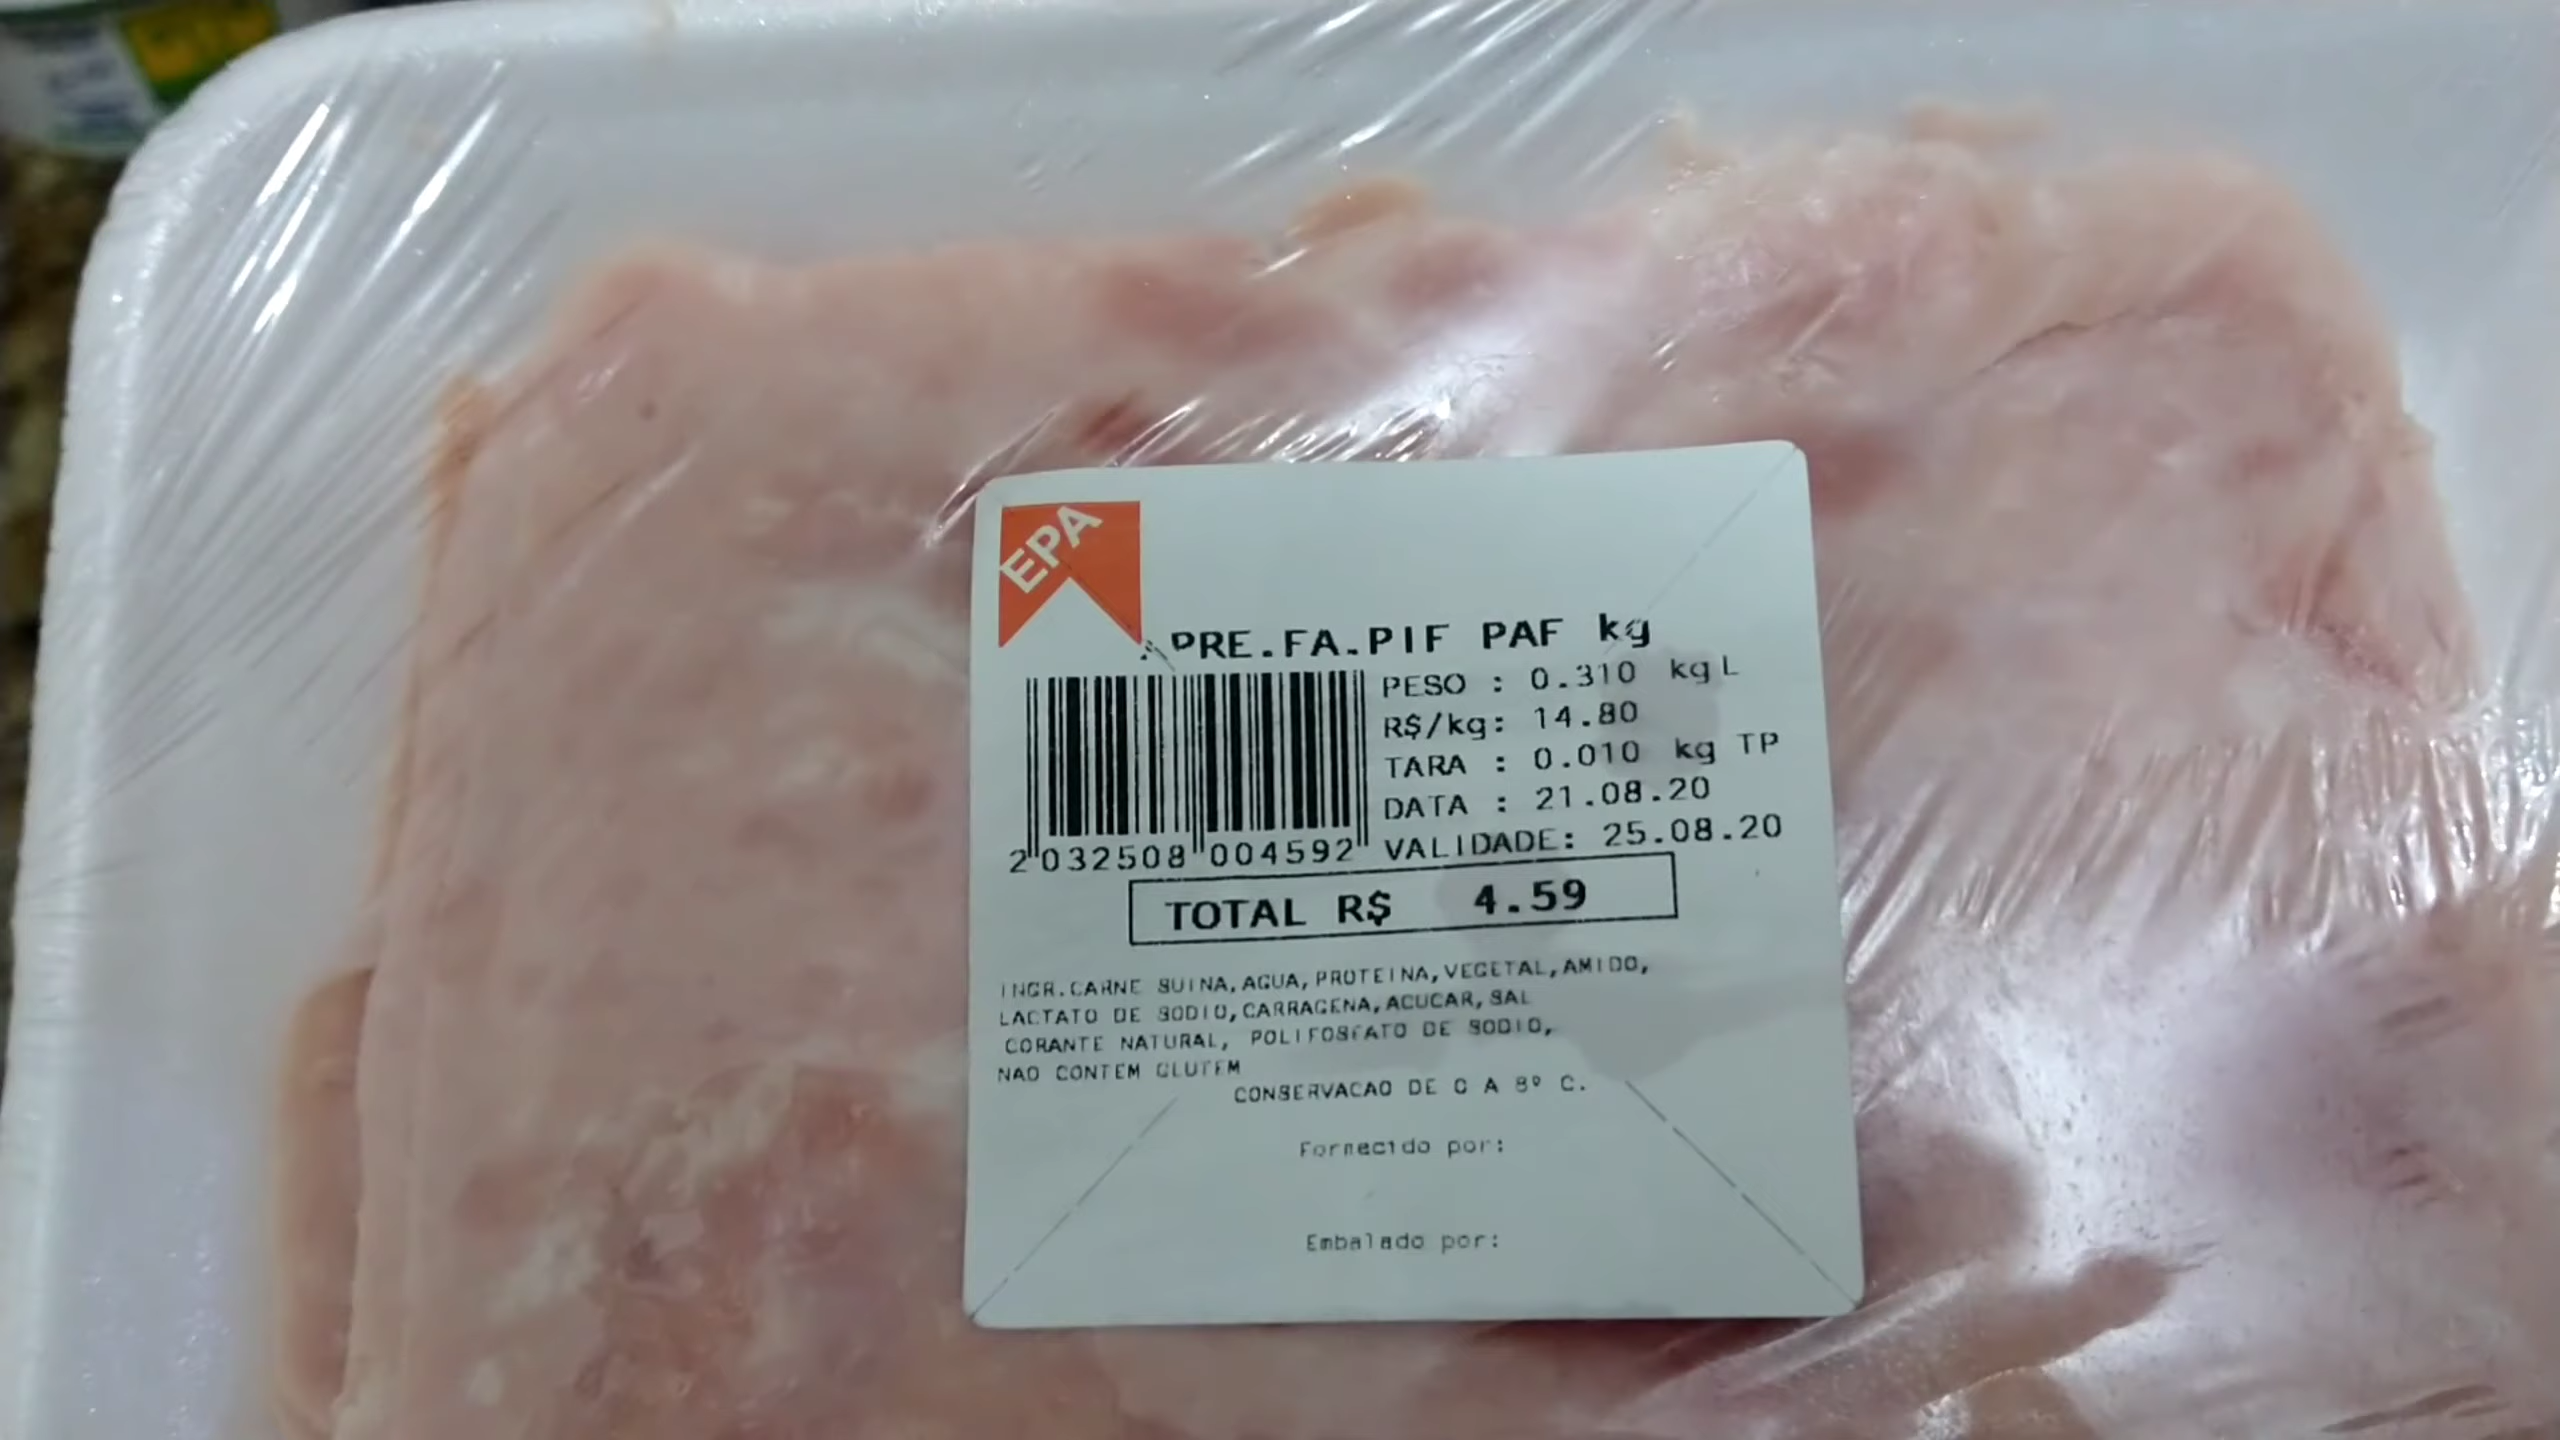 EPA
APRE.FA.PIF PAF kg
PESO : 0.310 kg L
R$/kg: 14.80
TARA : 0.010 kg TP
DATA : 21.08.20
VALIDADE: 25.08.20
2 032508 004592
TOTAL R$ 4.59
INGR.CARNE SUINA,AGUA,PROTEINA,VEGETAL,AMIDO,
LACTATO DE SODIO,CARRAGENA,ACUCAR,SAL
CORANTE NATURAL, POLIFOSFATO DE SODIO,
NAO CONTEM GLUTEM
CONSERVACAO DE 0 A 8º C.
Fornecido por:
Embalado por: